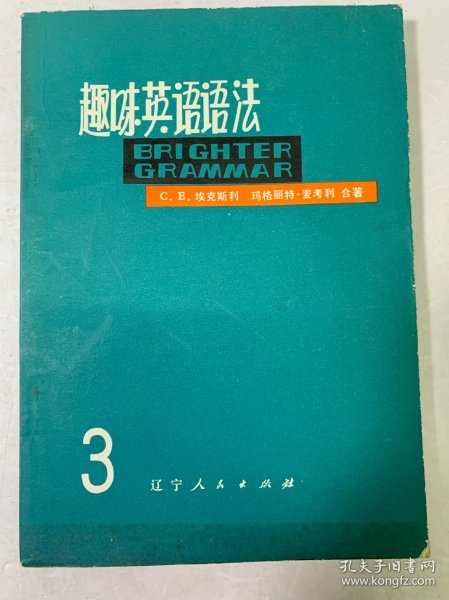 趣味英语语法
BRIGHTER
GRAMMAR
C. E. 埃克斯利 玛格丽特·麦考利 合著
3
辽宁人民出版社
孔夫子旧书网
www.kongfz.com